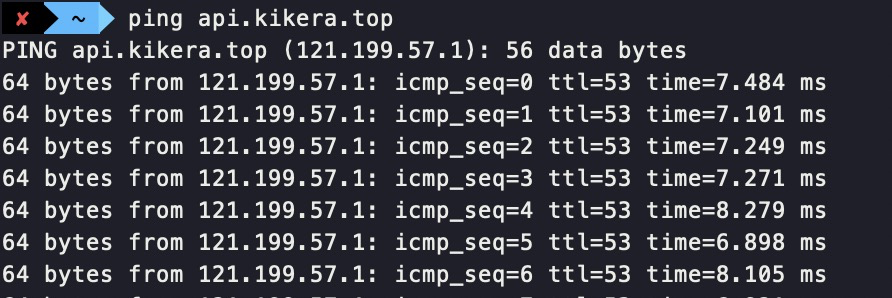 ✘ ~ ping api.kikera.top
PING api.kikera.top (121.199.57.1): 56 data bytes
64 bytes from 121.199.57.1: icmp_seq=0 ttl=53 time=7.484 ms
64 bytes from 121.199.57.1: icmp_seq=1 ttl=53 time=7.101 ms
64 bytes from 121.199.57.1: icmp_seq=2 ttl=53 time=7.249 ms
64 bytes from 121.199.57.1: icmp_seq=3 ttl=53 time=7.271 ms
64 bytes from 121.199.57.1: icmp_seq=4 ttl=53 time=8.279 ms
64 bytes from 121.199.57.1: icmp_seq=5 ttl=53 time=6.898 ms
64 bytes from 121.199.57.1: icmp_seq=6 ttl=53 time=8.105 ms